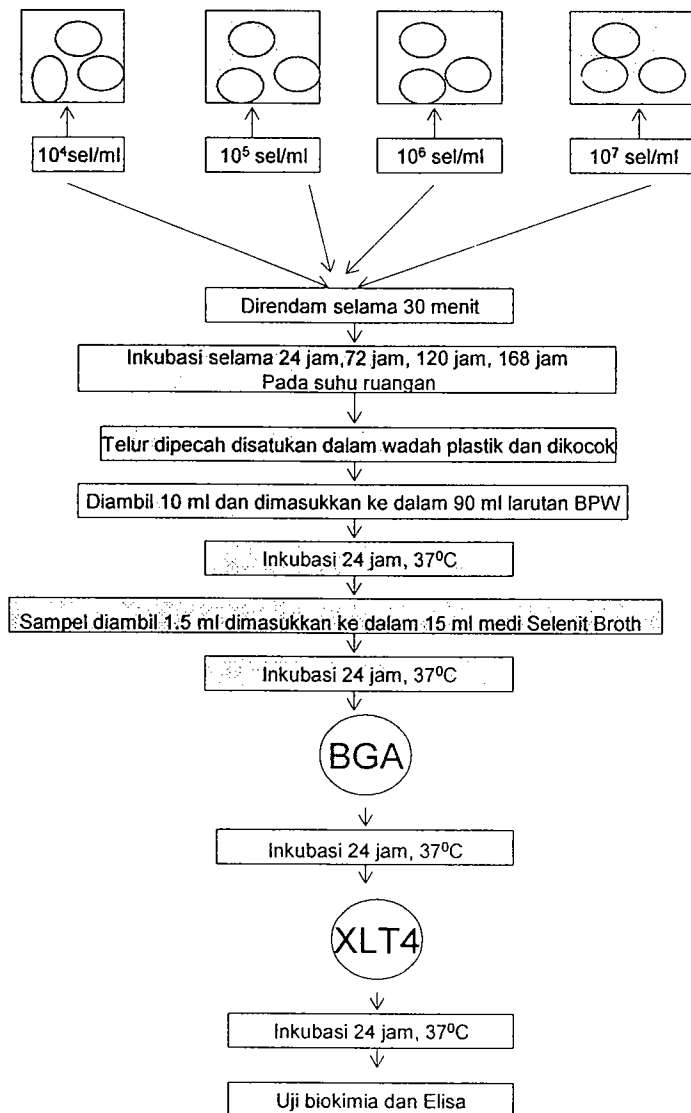 10⁴sel/ml
10⁵ sel/ml
10⁶ sel/ml
10⁷ sel/ml
Direndam selama 30 menit
Inkubasi selama 24 jam,72 jam, 120 jam, 168 jam
Pada suhu ruangan
Telur dipecah disatukan dalam wadah plastik dan dikocok
Diambil 10 ml dan dimasukkan ke dalam 90 ml larutan BPW
Inkubasi 24 jam, 37⁰C
Sampel diambil 1.5 ml dimasukkan ke dalam 15 ml medi Selenit Broth
Inkubasi 24 jam, 37⁰C
BGA
Inkubasi 24 jam, 37⁰C
XLT4
Inkubasi 24 jam, 37⁰C
Uji biokimia dan Elisa